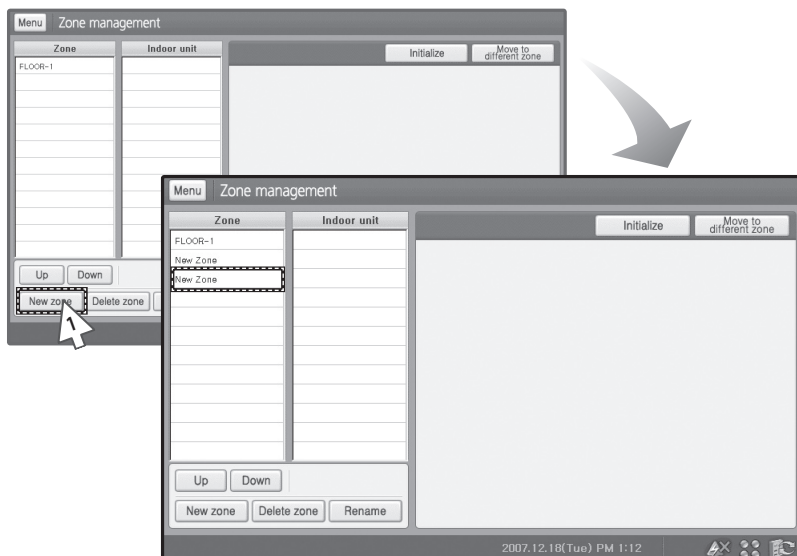 Menu Zone management
Zone Indoor unit Initialize Move to different zone
FLOOR-1
Up Down
New zone Delete zone
1
Menu Zone management
Zone Indoor unit Initialize Move to different zone
FLOOR-1
New Zone
New Zone
Up Down
New zone Delete zone Rename
2007.12.18(Tue) PM 1:12